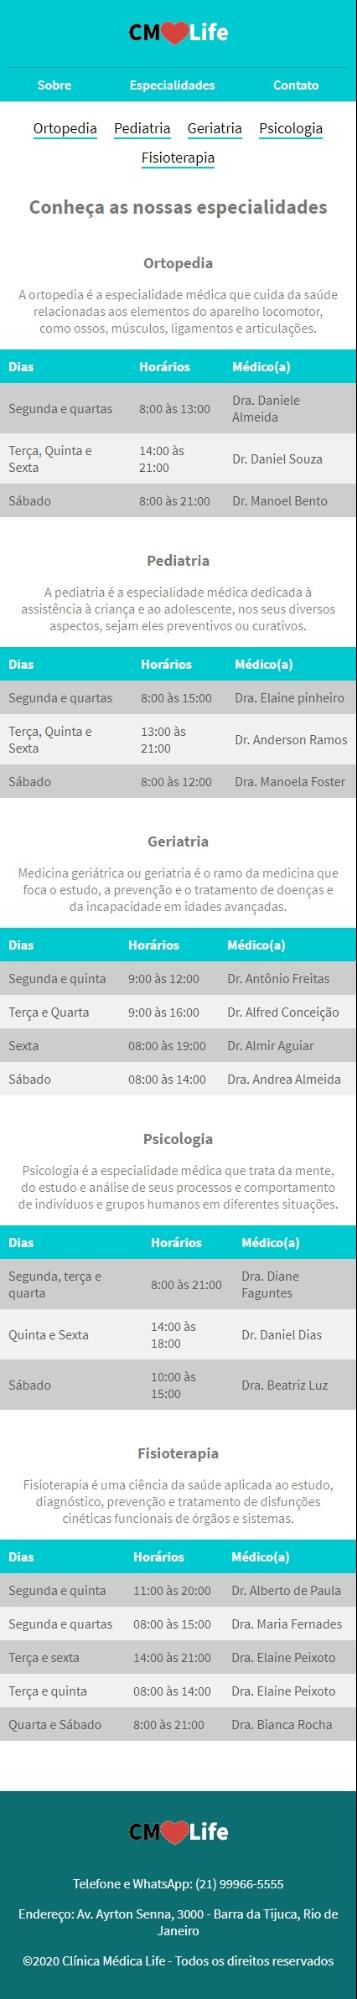 CM Life
Sobre Especialidades Contato
Ortopedia Pediatria Geriatria Psicologia
Fisioterapia
Conheça as nossas especialidades
Ortopedia
A ortopedia é a especialidade médica que cuida da saúde
relacionadas aos elementos do aparelho locomotor,
como ossos, músculos, ligamentos e articulações.
Dias Horários Médico(a)
Segunda e quartas 8:00 às 13:00 Dra. Daniele
Almeida
Terça, Quinta e 14:00 às
Sexta 21:00 Dr. Daniel Souza
Sábado 8:00 às 21:00 Dr. Manoel Bento
Pediatria
A pediatria é a especialidade médica dedicada à
assistência à criança e ao adolescente, nos seus diversos
aspectos, sejam eles preventivos ou curativos.
Dias Horários Médico(a)
Segunda e quartas 8:00 às 15:00 Dra. Elaine pinheiro
Terça, Quinta e 13:00 às
Sexta 21:00 Dr. Anderson Ramos
Sábado 8:00 às 12:00 Dra. Manoela Foster
Geriatria
Medicina geriátrica ou geriatria é o ramo da medicina que
foca o estudo, a prevenção e o tratamento de doenças e
da incapacidade em idades avançadas.
Dias Horários Médico(a)
Segunda e quinta 9:00 às 12:00 Dr. Antônio Freitas
Terça e Quarta 9:00 às 16:00 Dr. Alfred Conceição
Sexta 08:00 às 19:00 Dr. Almir Aguiar
Sábado 08:00 às 14:00 Dra. Andrea Almeida
Psicologia
Psicologia é a especialidade médica que trata da mente,
do estudo e análise de seus processos e comportamento
de indivíduos e grupos humanos em diferentes situações.
Dias Horários Médico(a)
Segunda, terça e 8:00 às 21:00 Dra. Diane
quarta Faguntes
Quinta e Sexta 14:00 às
18:00 Dr. Daniel Dias
Sábado 10:00 às
15:00 Dra. Beatriz Luz
Fisioterapia
Fisioterapia é uma ciência da saúde aplicada ao estudo,
diagnóstico, prevenção e tratamento de disfunções
cinéticas funcionais de órgãos e sistemas.
Dias Horários Médico(a)
Segunda e quinta 11:00 às 20:00 Dr. Alberto de Paula
Segunda e quartas 08:00 às 15:00 Dra. Maria Fernades
Terça e sexta 14:00 às 21:00 Dra. Elaine Peixoto
Terça e quinta 08:00 às 14:00 Dra. Elaine Peixoto
Quarta e Sábado 8:00 às 21:00 Dra. Bianca Rocha
CM Life
Telefone e WhatsApp: (21) 99966-5555
Endereço: Av. Ayrton Senna, 3000 - Barra da Tijuca, Rio de
Janeiro
©2020 Clínica Médica Life - Todos os direitos reservados